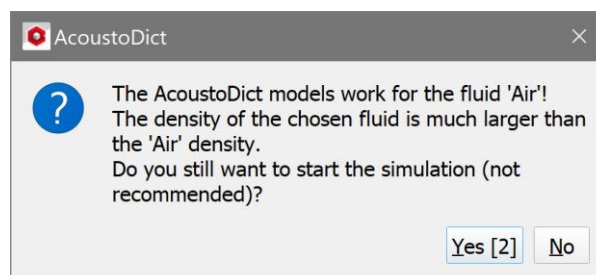 AcoustoDict
The AcoustoDict models work for the fluid 'Air'!
The density of the chosen fluid is much larger than
the 'Air' density.
Do you still want to start the simulation (not
recommended)?
Yes [2] No